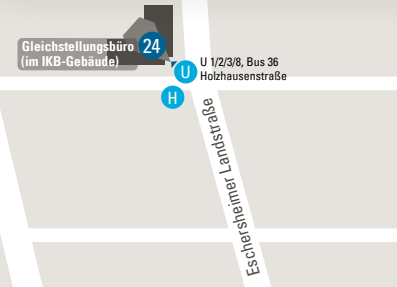 Gleichstellungsbüro
(im IKB-Gebäude)
24
U
U 1/2/3/8, Bus 36
Holzhausenstraße
H
Eschersheimer Landstraße